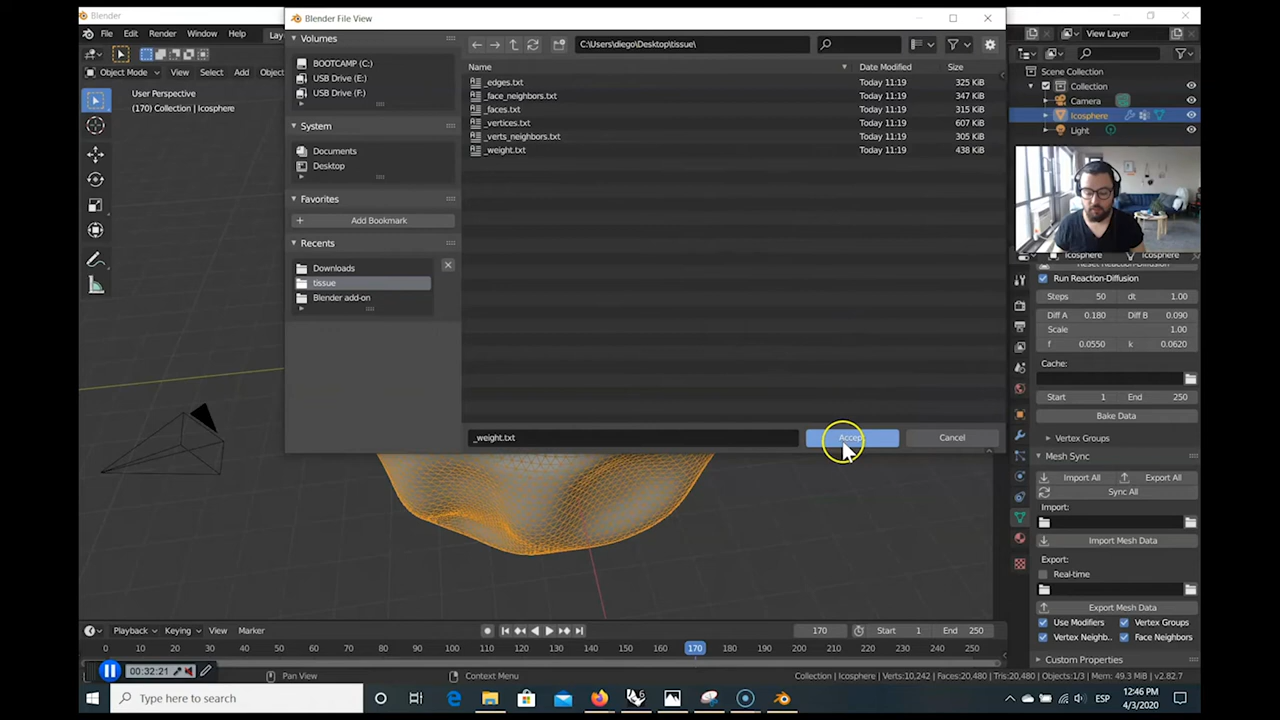 Blender
Blender File View
File Edit Render Window Help Lay
View Layer
Object Mode View Select Add Object
User Perspective
(170) Collection | Icosphere
Volumes
BOOTCAMP (C:)
USB Drive (E:)
USB Drive (F:)
System
Documents
Desktop
Favorites
Add Bookmark
Recents
Downloads
tissue
Blender add-on
C:\Users\diego\Desktop\tissue\
Name Date Modified Size
_edges.txt Today 11:19 325 KiB
_face_neighbors.txt Today 11:19 347 KiB
_faces.txt Today 11:19 315 KiB
_vertices.txt Today 11:19 607 KiB
_verts_neighbors.txt Today 11:19 305 KiB
_weight.txt Today 11:19 438 KiB
_weight.txt Accept Cancel
Scene Collection
Collection
Camera
Icosphere
Light
Icosphere Icosphere
Reset Reaction-Diffusion
Run Reaction-Diffusion
Steps 50 dt 1.00
Diff A 0.180 Diff B 0.090
Scale 1.00
f 0.0550 k 0.0620
Cache:
Start 1 End 250
Bake Data
Vertex Groups
Mesh Sync
Import All Export All
Sync All
Import:
Import Mesh Data
Export:
Real-time
Export Mesh Data
Use Modifiers Vertex Groups
Vertex Neighb.. Face Neighbors
Custom Properties
Playback Keying View Marker 170 Start 1 End 250
0 10 20 30 40 50 60 70 80 90 100 110 120 130 140 150 160 170 180 190 200 210 220 230 240 250
00:32:21
Pan View Context Menu Collection | Icosphere | Verts:10,242 | Faces:20,480 | Tris:20,480 | Objects:1/3 | Mem: 49.3 MiB | v2.82.7
Type here to search
ESP
12:46 PM
4/3/2020